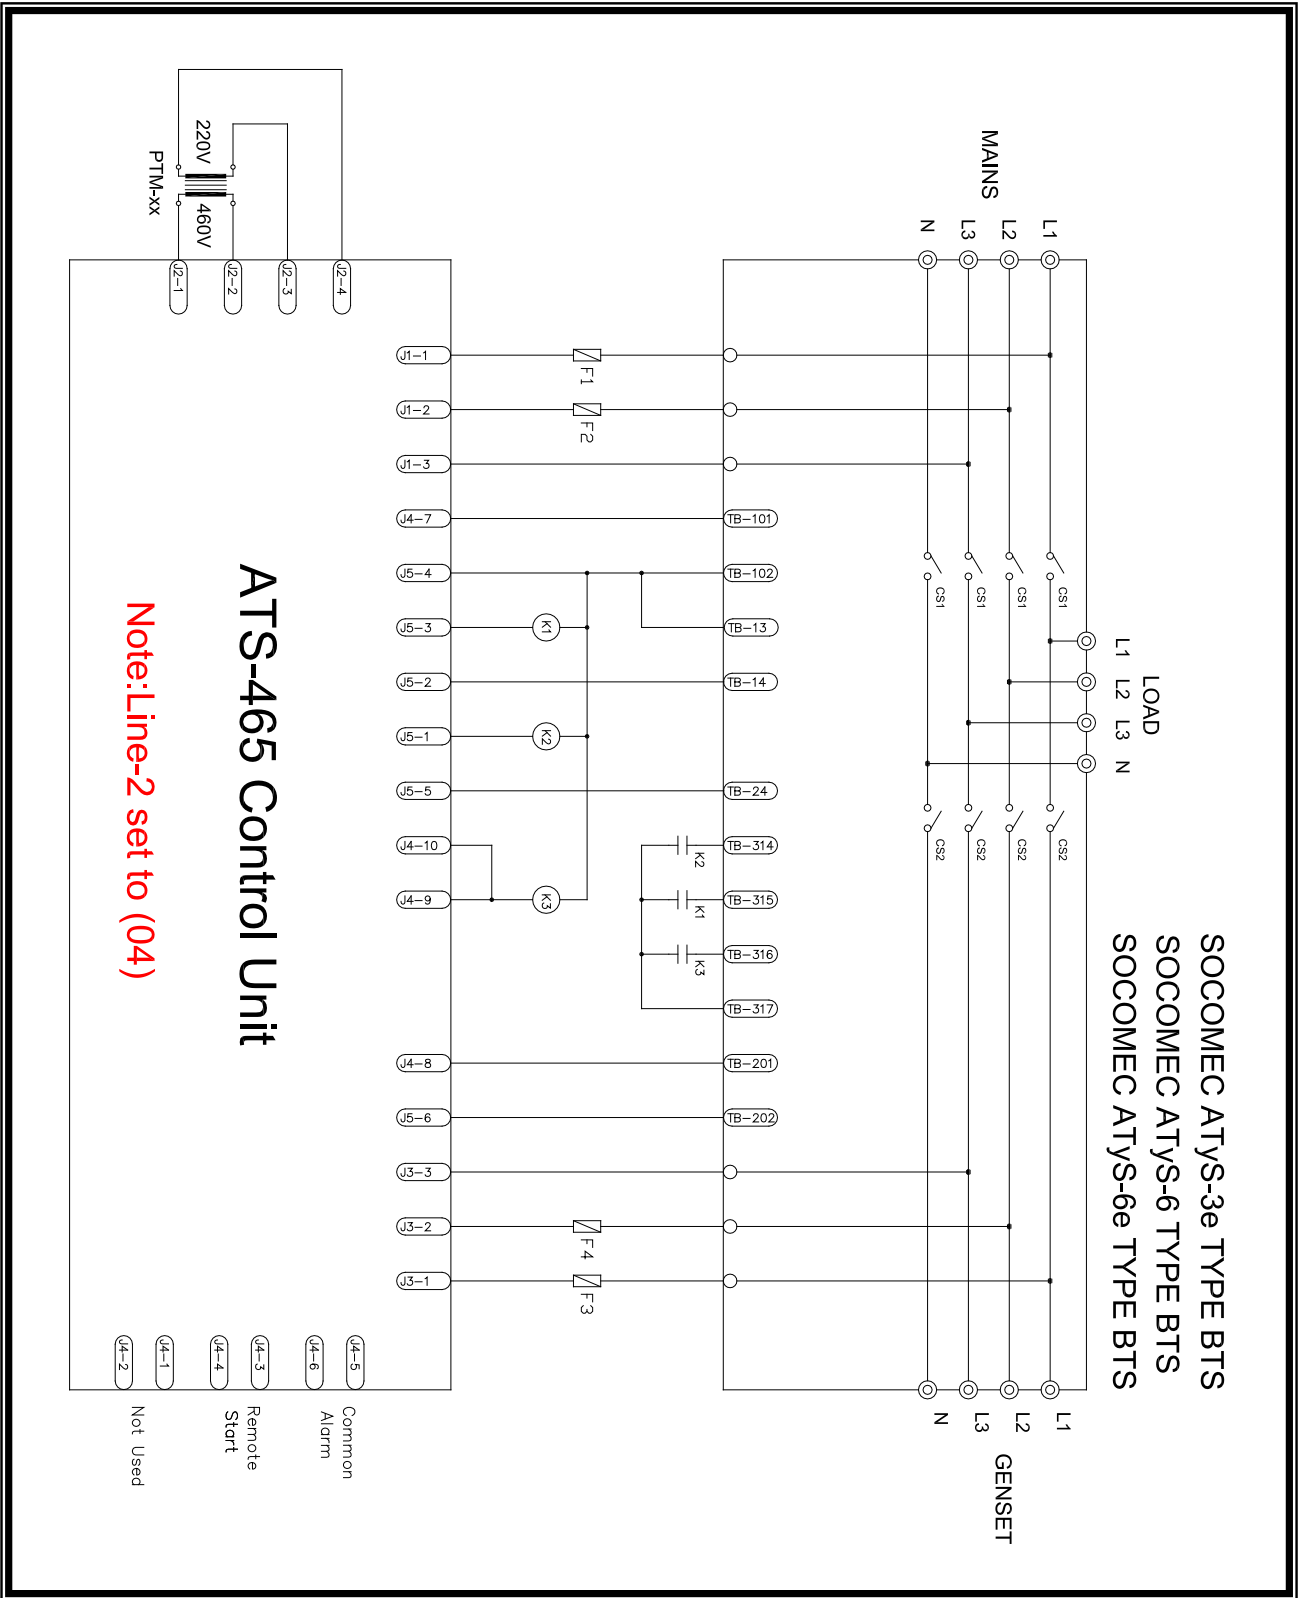 SOCOMEC ATyS-3e TYPE BTS
SOCOMEC ATyS-6 TYPE BTS
SOCOMEC ATyS-6e TYPE BTS
LOAD
L1
L2
L3
N
MAINS
L1
L2
L3
N
GENSET
L1
L2
L3
N
CS1
CS1
CS1
CS1
CS2
CS2
CS2
CS2
TB-101
TB-102
TB-13
TB-14
TB-24
TB-314
TB-315
TB-316
TB-317
TB-201
TB-202
K2
K1
K3
F1
F2
F4
F3
K1
K2
K3
J1-1
J1-2
J1-3
J4-7
J5-4
J5-3
J5-2
J5-1
J5-5
J4-10
J4-9
J4-8
J5-6
J3-3
J3-2
J3-1
J2-4
J2-3
J2-2
J2-1
220V
460V
PTM-xx
ATS-465 Control Unit
Note:Line-2 set to (04)
J4-5
J4-6
J4-3
J4-4
J4-1
J4-2
Common
Alarm
Remote
Start
Not Used